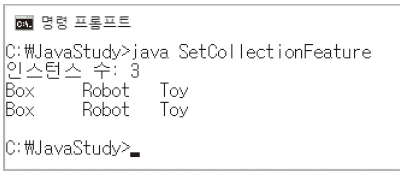 명령 프롬프트
C:₩JavaStudy>java SetCollectionFeature
인스턴스 수: 3
Box Robot Toy
Box Robot Toy
C:₩JavaStudy>